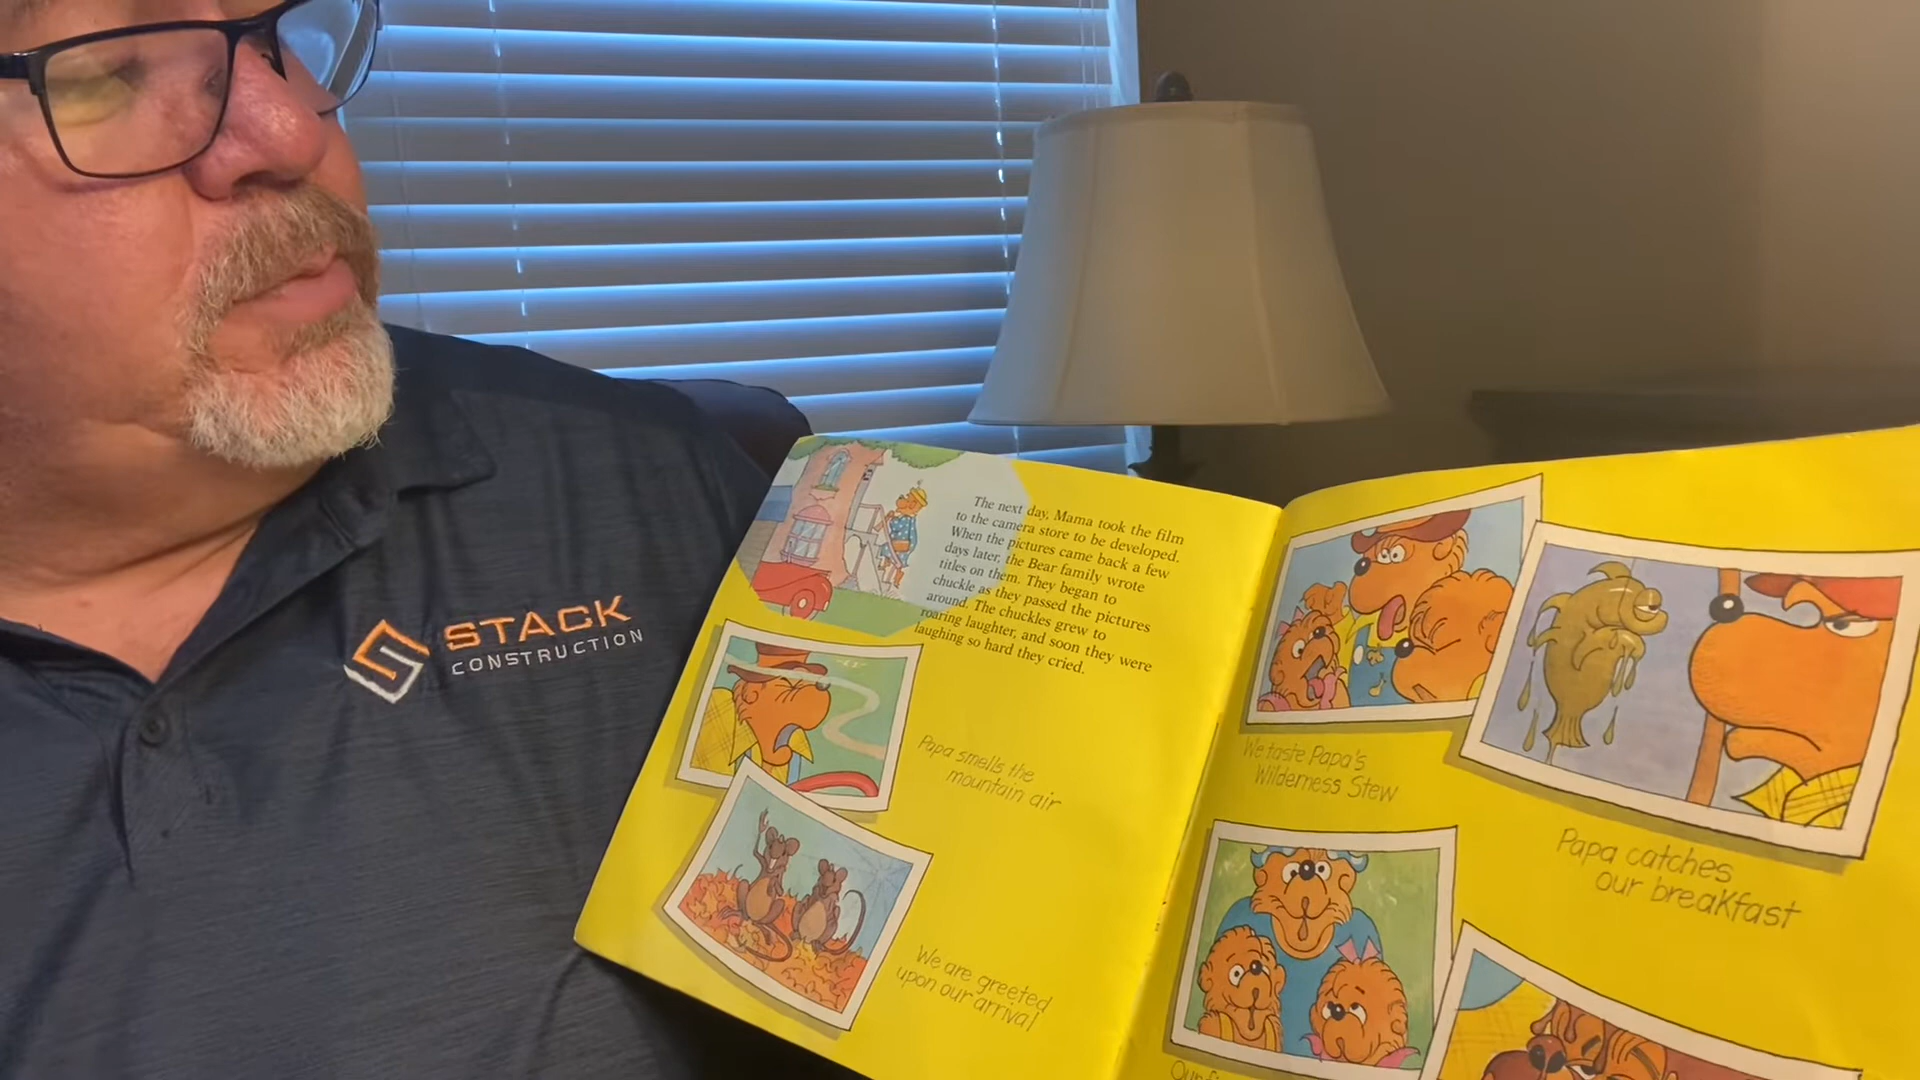 STACK
CONSTRUCTION
The next day, Mama took the film
to the camera store to be developed.
When the pictures came back a few
days later, the Bear family wrote
titles on them. They began to
chuckle as they passed the pictures
around. The chuckles grew to
roaring laughter, and soon they were
laughing so hard they cried.
Papa smells the
mountain air
We are greeted
upon our arrival
We taste Papa's
Wilderness Stew
Papa catches
our breakfast